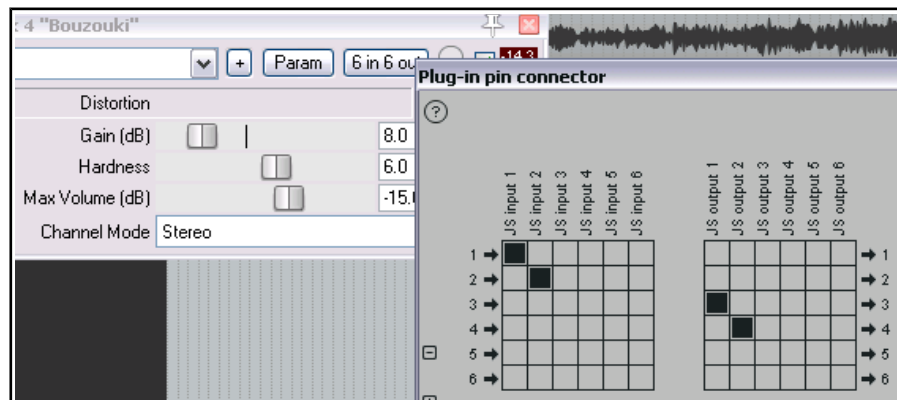 4 "Bouzouki"
+ Param 6 in 6 out -14.3
Distortion
Gain (dB) 8.0
Hardness 6.0
Max Volume (dB) -15.
Channel Mode Stereo
Plug-in pin connector
?
JS input 1 JS input 2 JS input 3 JS input 4 JS input 5 JS input 6
JS output 1 JS output 2 JS output 3 JS output 4 JS output 5 JS output 6
1 1
2 2
3 3
4 4
5 5
6 6